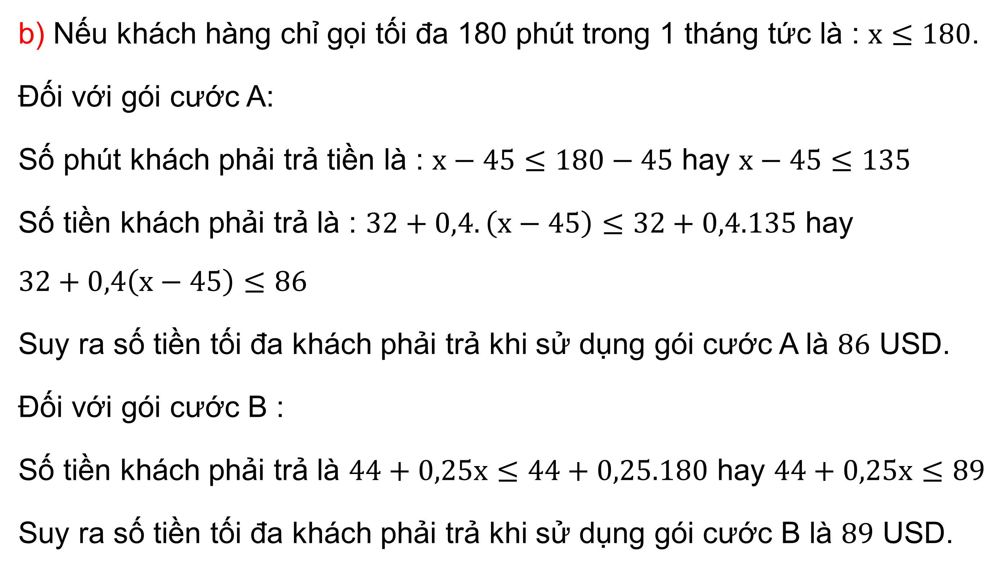 b) Nếu khách hàng chỉ gọi tối đa 180 phút trong 1 tháng tức là : x ≤ 180.
Đối với gói cước A:
Số phút khách phải trả tiền là : x − 45 ≤ 180 − 45 hay x − 45 ≤ 135
Số tiền khách phải trả là : 32 + 0,4. (x − 45) ≤ 32 + 0,4.135 hay
32 + 0,4(x − 45) ≤ 86
Suy ra số tiền tối đa khách phải trả khi sử dụng gói cước A là 86 USD.
Đối với gói cước B :
Số tiền khách phải trả là 44 + 0,25x ≤ 44 + 0,25.180 hay 44 + 0,25x ≤ 89
Suy ra số tiền tối đa khách phải trả khi sử dụng gói cước B là 89 USD.